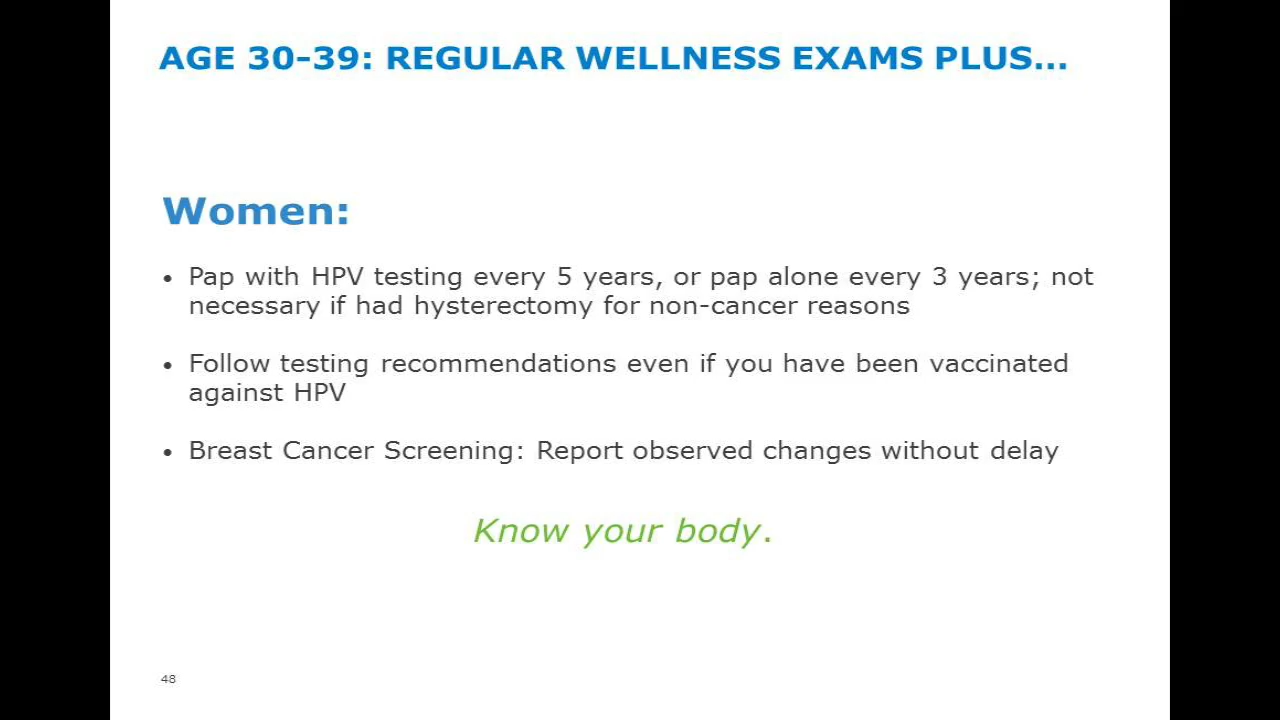 AGE 30-39: REGULAR WELLNESS EXAMS PLUS...
Women:
• Pap with HPV testing every 5 years, or pap alone every 3 years; not
necessary if had hysterectomy for non-cancer reasons
• Follow testing recommendations even if you have been vaccinated
against HPV
• Breast Cancer Screening: Report observed changes without delay
Know your body.
48